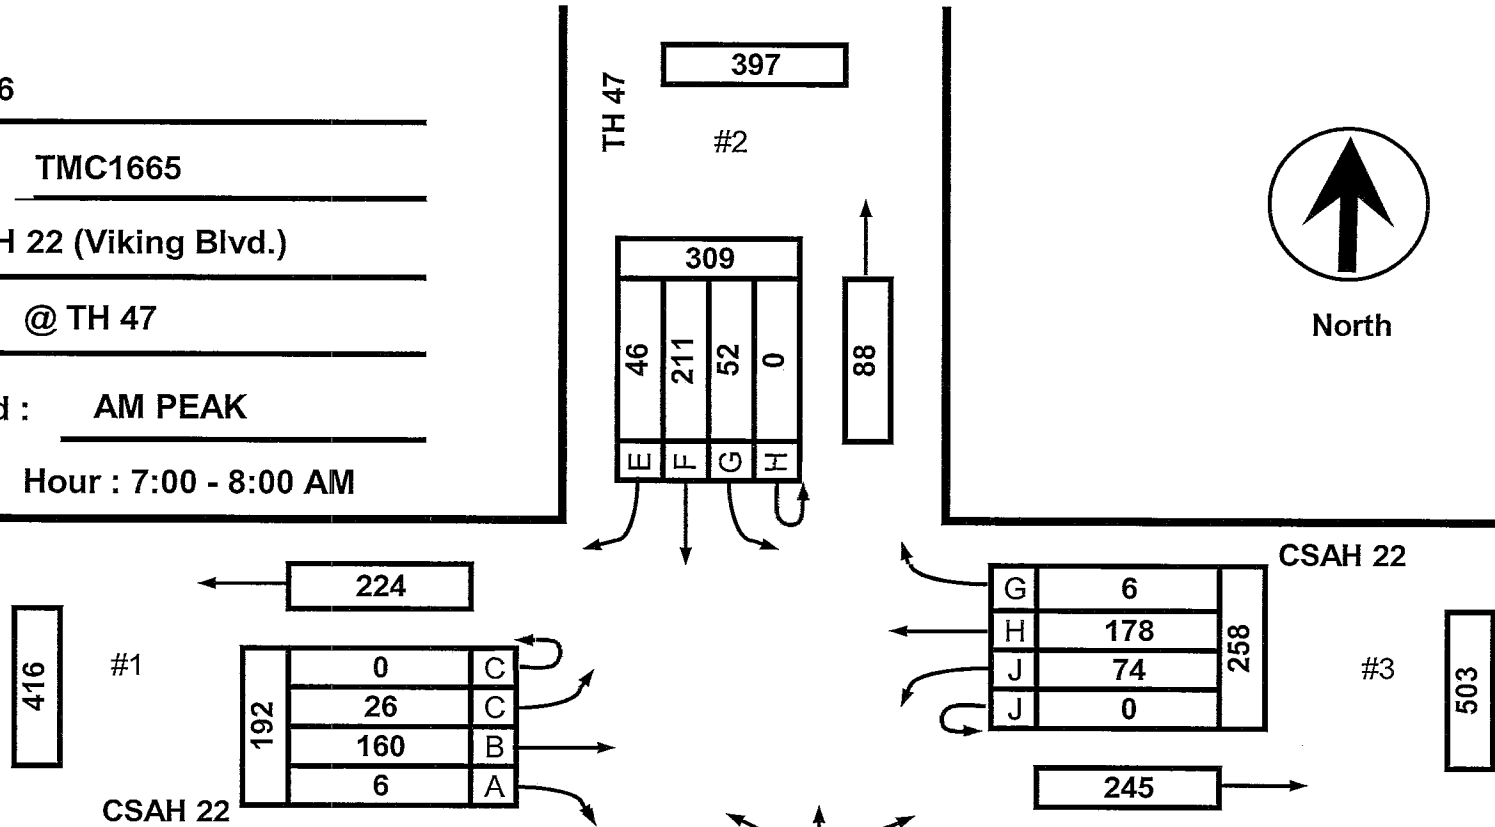 6
TMC1665
H 22 (Viking Blvd.)
@ TH 47
d : AM PEAK
Hour : 7:00 - 8:00 AM
TH 47
397
#2
309
46 211 52 0
E F G H
88
North
224
416
#1
192
0 C
26 C
160 B
6 A
CSAH 22
CSAH 22
G 6
H 178
J 74
J 0
258
#3
503
245